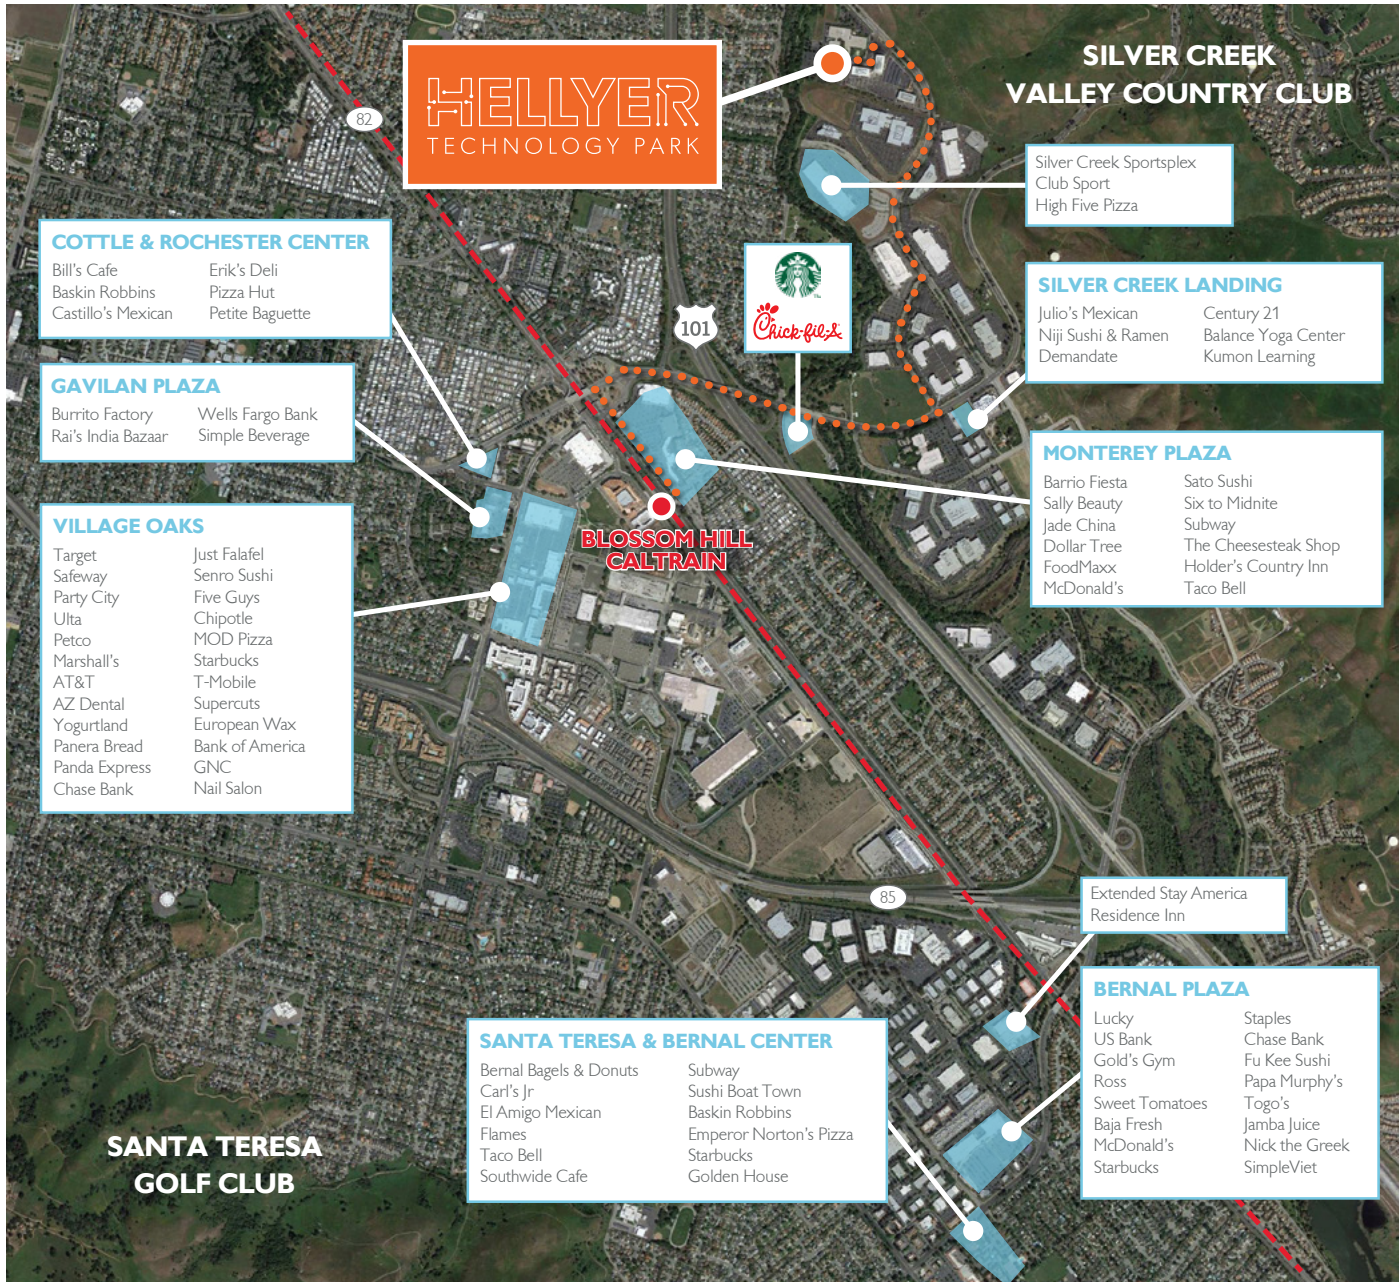 SILVER CREEK
VALLEY COUNTRY CLUB
HELLYER
TECHNOLOGY PARK
82
Silver Creek Sportsplex
Club Sport
High Five Pizza
COTTLE & ROCHESTER CENTER
Bill's Cafe
Baskin Robbins
Castillo's Mexican
Erik's Deli
Pizza Hut
Petite Baguette
Chick-fil-A
101
SILVER CREEK LANDING
Julio's Mexican
Niji Sushi & Ramen
Demandate
Century 21
Balance Yoga Center
Kumon Learning
GAVILAN PLAZA
Burrito Factory
Rai's India Bazaar
Wells Fargo Bank
Simple Beverage
MONTEREY PLAZA
Barrio Fiesta
Sally Beauty
Jade China
Dollar Tree
FoodMaxx
McDonald's
Sato Sushi
Six to Midnite
Subway
The Cheesesteak Shop
Holder's Country Inn
Taco Bell
VILLAGE OAKS
Target
Safeway
Party City
Ulta
Petco
Marshall's
AT&T
AZ Dental
Yogurtland
Panera Bread
Panda Express
Chase Bank
Just Falafel
Senro Sushi
Five Guys
Chipotle
MOD Pizza
Starbucks
T-Mobile
Supercuts
European Wax
Bank of America
GNC
Nail Salon
BLOSSOM HILL
CALTRAIN
85
Extended Stay America
Residence Inn
BERNAL PLAZA
Lucky
US Bank
Gold's Gym
Ross
Sweet Tomatoes
Baja Fresh
McDonald's
Starbucks
Staples
Chase Bank
Fu Kee Sushi
Papa Murphy's
Togo's
Jamba Juice
Nick the Greek
SimpleViet
SANTA TERESA & BERNAL CENTER
Bernal Bagels & Donuts
Carl's Jr
El Amigo Mexican
Flames
Taco Bell
Southwide Cafe
Subway
Sushi Boat Town
Baskin Robbins
Emperor Norton's Pizza
Starbucks
Golden House
SANTA TERESA
GOLF CLUB